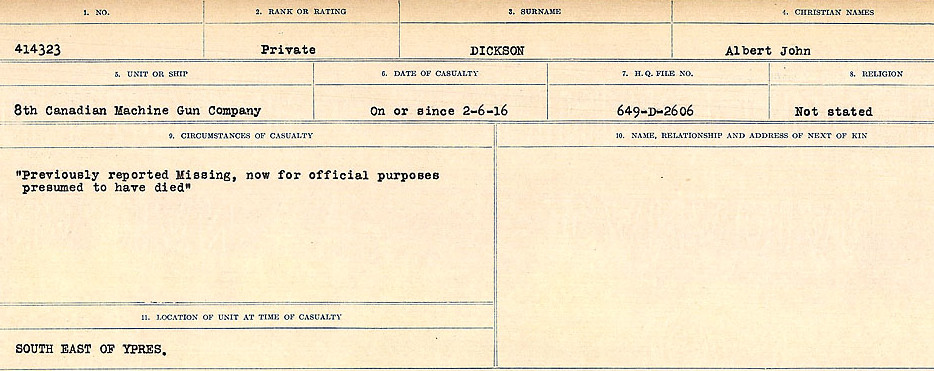 1. NO. 2. RANK OR RATING 3. SURNAME 4. CHRISTIAN NAMES
414323 Private DICKSON Albert John
5. UNIT OR SHIP 6. DATE OF CASUALTY 7. H.Q. FILE NO. 8. RELIGION
8th Canadian Machine Gun Company On or since 2-6-16 649-D-2606 Not stated
9. CIRCUMSTANCES OF CASUALTY 10. NAME, RELATIONSHIP AND ADDRESS OF NEXT OF KIN
"Previously reported Missing, now for official purposes
presumed to have died"
11. LOCATION OF UNIT AT TIME OF CASUALTY
SOUTH EAST OF YPRES.